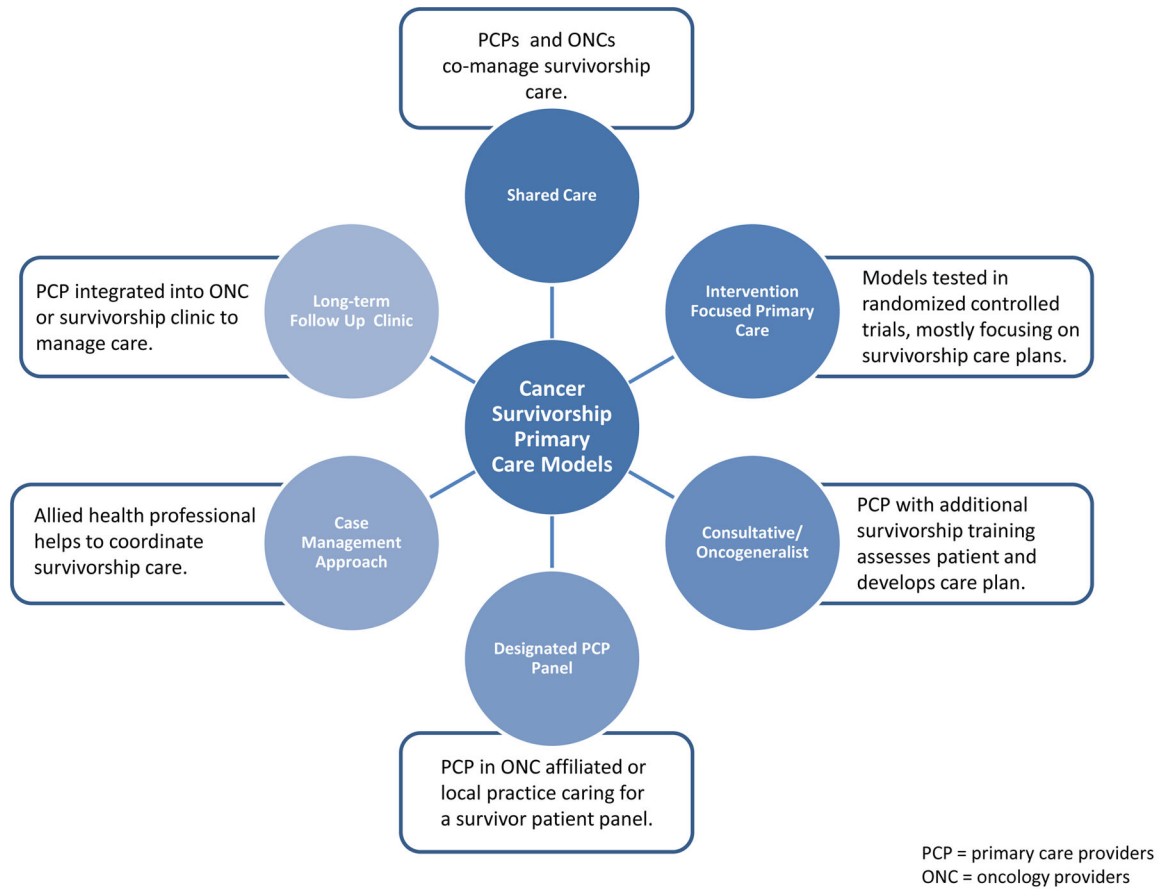 PCPs and ONCs
co-manage survivorship
care.
Shared Care
PCP integrated into ONC
or survivorship clinic to
manage care.
Long-term
Follow Up Clinic
Intervention
Focused Primary
Care
Models tested in
randomized controlled
trials, mostly focusing on
survivorship care plans.
Cancer
Survivorship
Primary
Care Models
Allied health professional
helps to coordinate
survivorship care.
Case
Management
Approach
Consultative/
Oncogeneralist
PCP with additional
survivorship training
assesses patient and
develops care plan.
Designated PCP
Panel
PCP in ONC affiliated or
local practice caring for
a survivor patient panel.
PCP = primary care providers
ONC = oncology providers